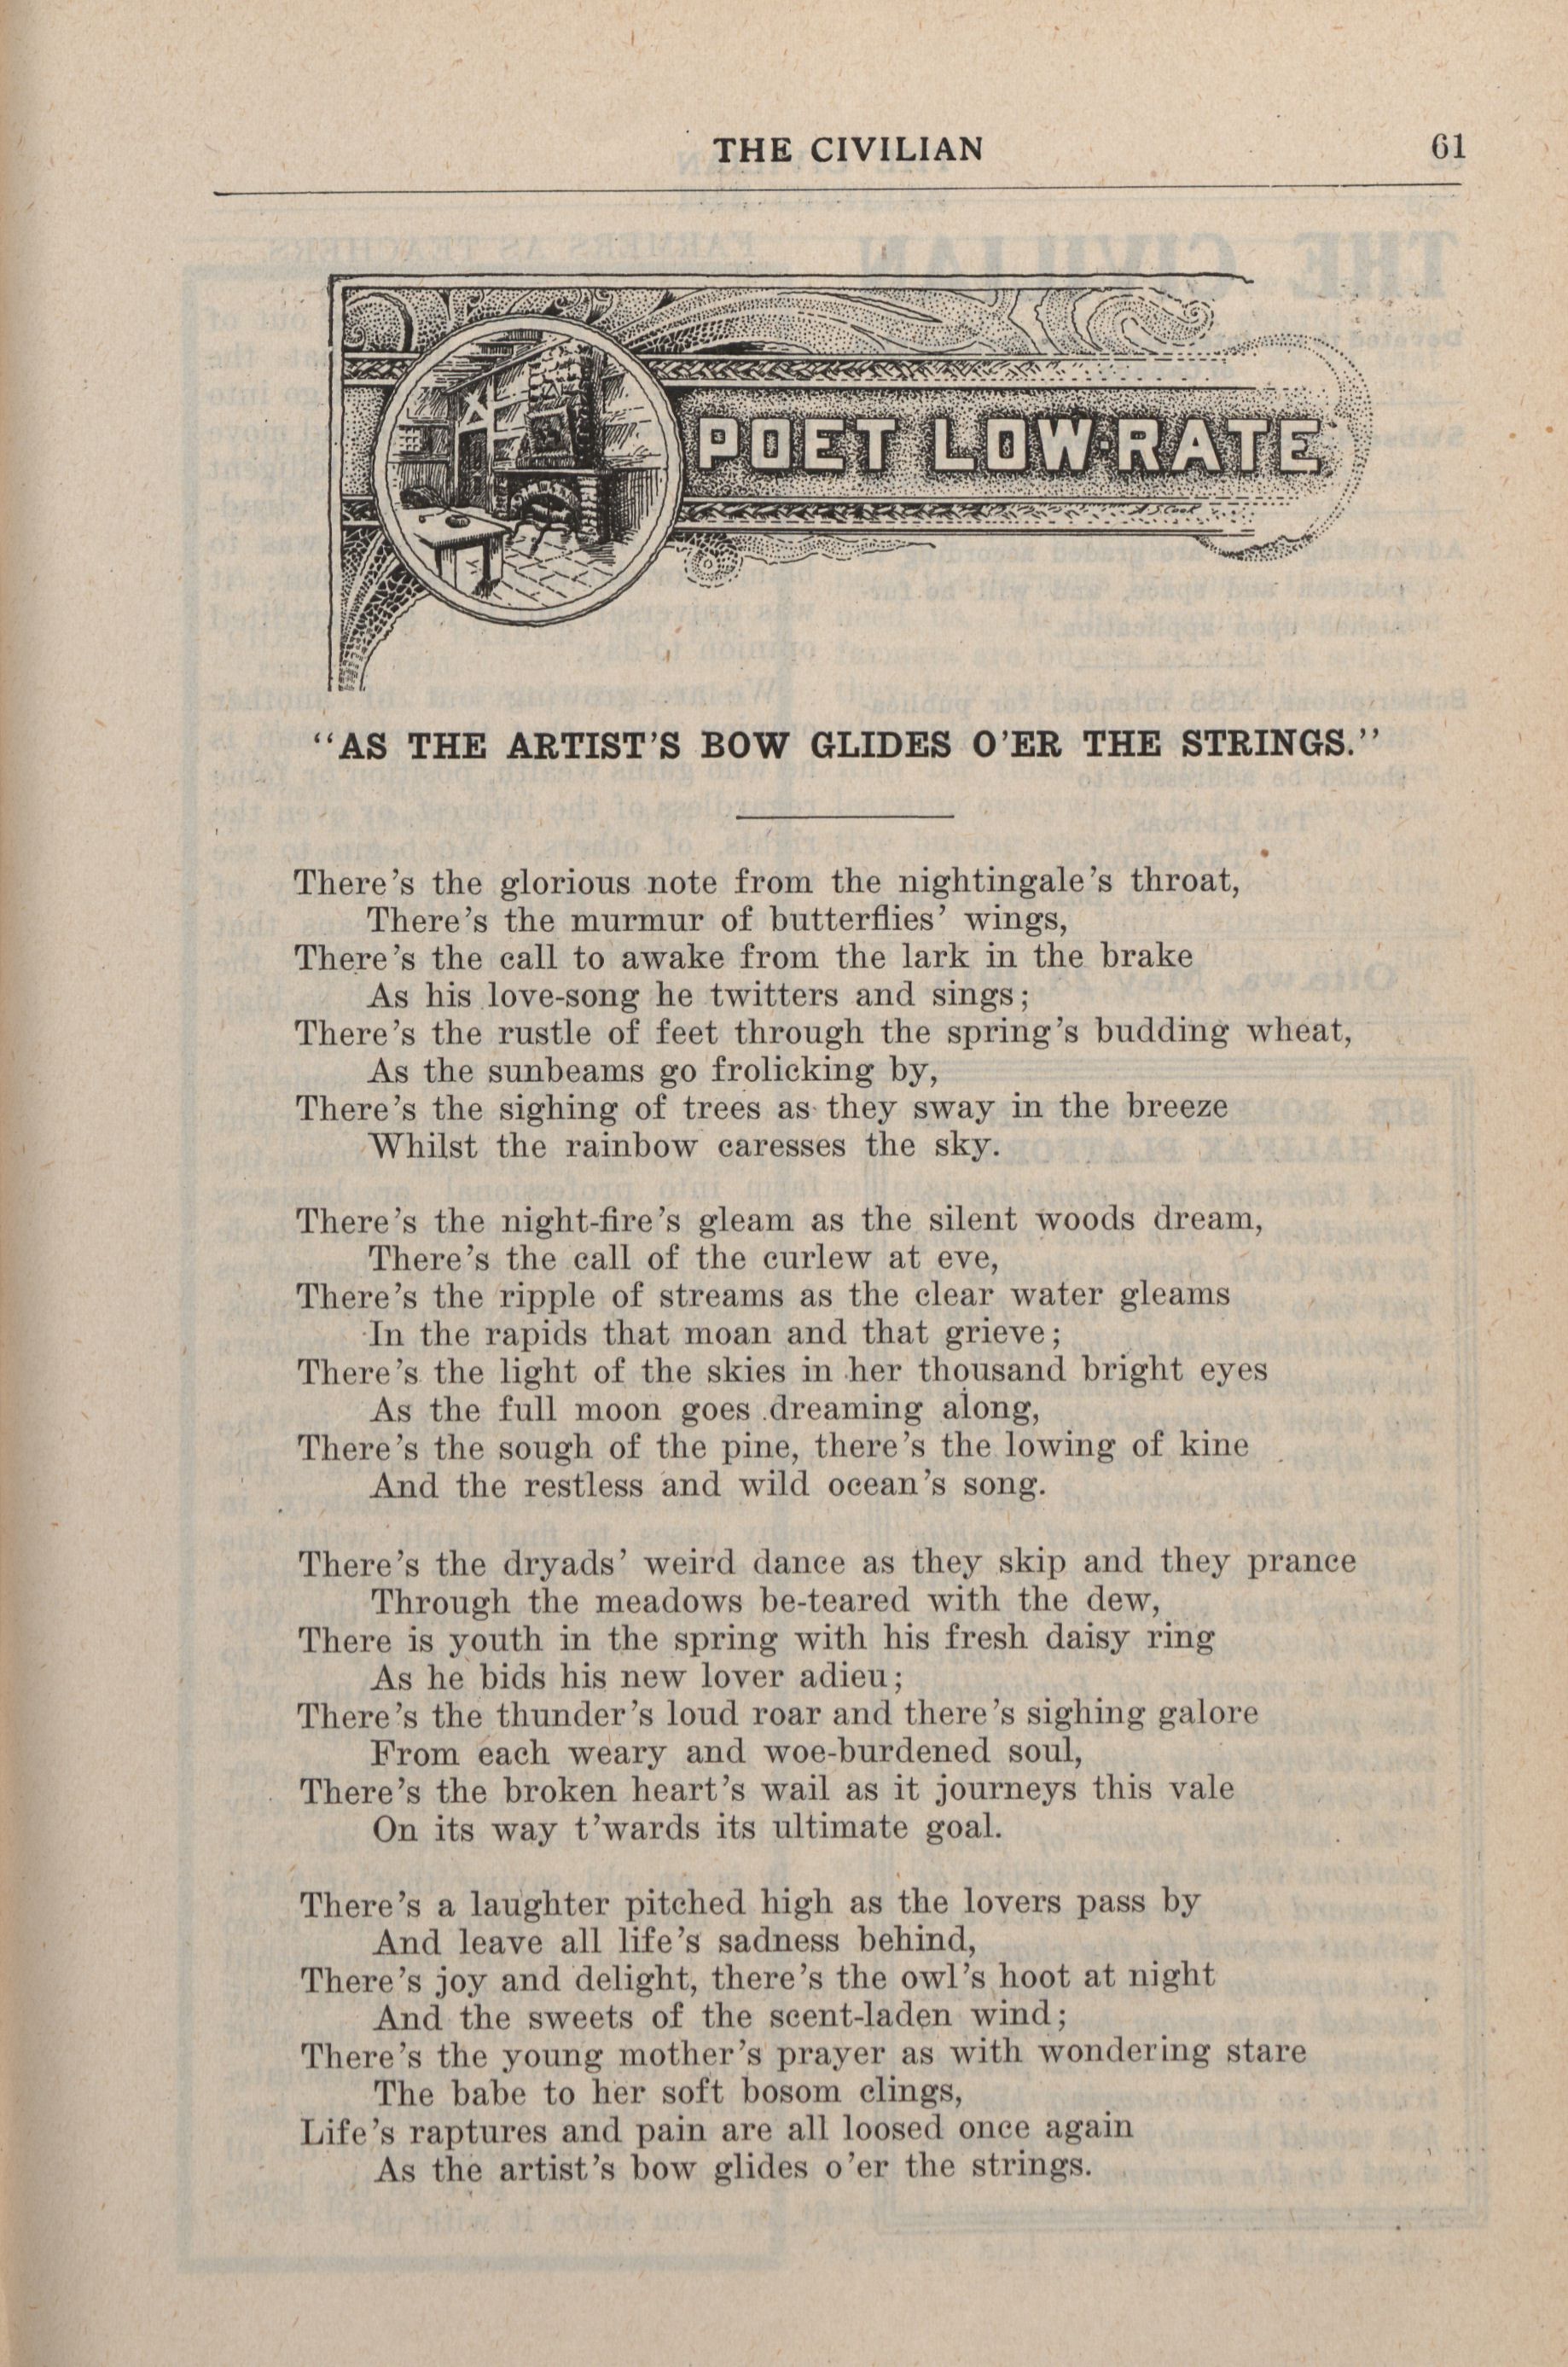 THE CIVILIAN 61
POET LOW-RATE
"AS THE ARTIST'S BOW GLIDES O'ER THE STRINGS."
There's the glorious note from the nightingale's throat,
There's the murmur of butterflies' wings,
There's the call to awake from the lark in the brake
As his love-song he twitters and sings;
There's the rustle of feet through the spring's budding wheat,
As the sunbeams go frolicking by,
There's the sighing of trees as they sway in the breeze
Whilst the rainbow caresses the sky.
There's the night-fire's gleam as the silent woods dream,
There's the call of the curlew at eve,
There's the ripple of streams as the clear water gleams
In the rapids that moan and that grieve;
There's the light of the skies in her thousand bright eyes
As the full moon goes dreaming along,
There's the sough of the pine, there's the lowing of kine
And the restless and wild ocean's song.
There's the dryads' weird dance as they skip and they prance
Through the meadows be-teared with the dew,
There is youth in the spring with his fresh daisy ring
As he bids his new lover adieu;
There's the thunder's loud roar and there's sighing galore
From each weary and woe-burdened soul,
There's the broken heart's wail as it journeys this vale
On its way t'wards its ultimate goal.
There's a laughter pitched high as the lovers pass by
And leave all life's sadness behind,
There's joy and delight, there's the owl's hoot at night
And the sweets of the scent-laden wind;
There's the young mother's prayer as with wondering stare
The babe to her soft bosom clings,
Life's raptures and pain are all loosed once again
As the artist's bow glides o'er the strings.